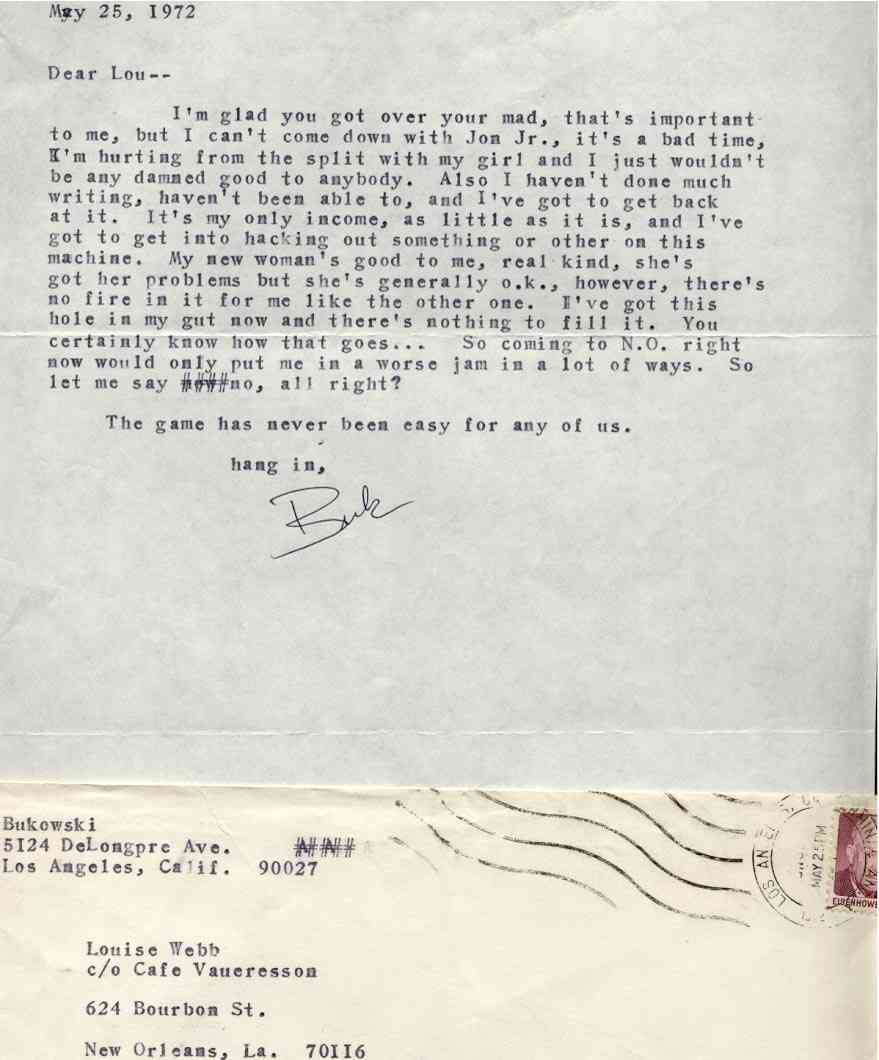 May 25, I972
Dear Lou--
I'm glad you got over your mad, that's important
to me, but I can't come down with Jon Jr., it's a bad time,
I'm hurting from the split with my girl and I just wouldn't
be any damned good to anybody. Also I haven't done much
writing, haven't been able to, and I've got to get back
at it. It's my only income, as little as it is, and I've
got to get into hacking out something or other on this
machine. My new woman's good to me, real kind, she's
got her problems but she's generally o.k., however, there's
no fire in it for me like the other one. I've got this
hole in my gut now and there's nothing to fill it. You
certainly know how that goes... So coming to N.O. right
now would only put me in a worse jam in a lot of ways. So
let me say no, all right?
The game has never been easy for any of us.
hang in,
Buk
Bukowski
5I24 DeLongpre Ave.
Los Angeles, Calif. 90027
LOS AN
MAY 25
PM
EISENHOWE
Louise Webb
c/o Cafe Vaueresson
624 Bourbon St.
New Orleans, La. 70II6